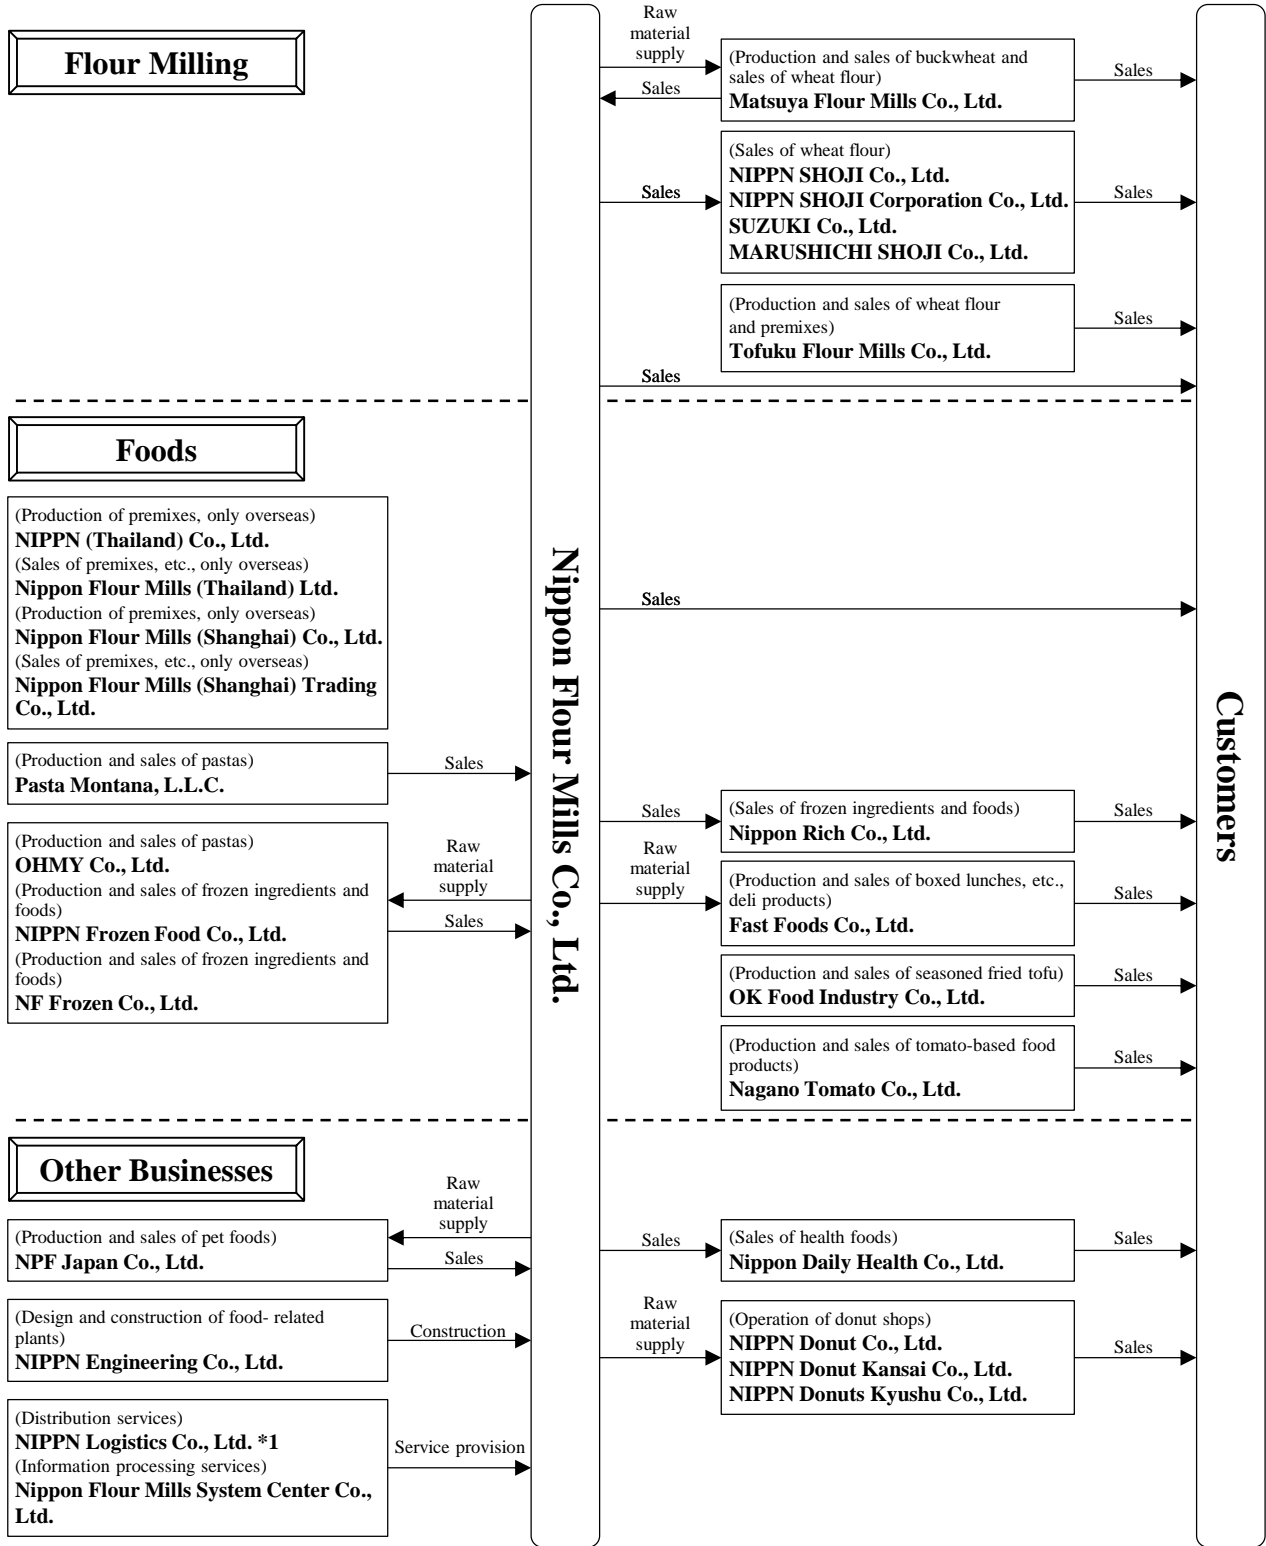 Flour Milling
Raw
material
supply
Sales
(Production and sales of buckwheat and
sales of wheat flour)
Matsuya Flour Mills Co., Ltd.
Sales
Sales
(Sales of wheat flour)
NIPPN SHOJI Co., Ltd.
NIPPN SHOJI Corporation Co., Ltd.
SUZUKI Co., Ltd.
MARUSHICHI SHOJI Co., Ltd.
Sales
(Production and sales of wheat flour
and premixes)
Tofuku Flour Mills Co., Ltd.
Sales
Sales
Foods
(Production of premixes, only overseas)
NIPPN (Thailand) Co., Ltd.
(Sales of premixes, etc., only overseas)
Nippon Flour Mills (Thailand) Ltd.
(Production of premixes, only overseas)
Nippon Flour Mills (Shanghai) Co., Ltd.
(Sales of premixes, etc., only overseas)
Nippon Flour Mills (Shanghai) Trading
Co., Ltd.
Sales
(Production and sales of pastas)
Pasta Montana, L.L.C.
Sales
(Production and sales of pastas)
OHMY Co., Ltd.
(Production and sales of frozen ingredients and
foods)
NIPPN Frozen Food Co., Ltd.
(Production and sales of frozen ingredients and
foods)
NF Frozen Co., Ltd.
Raw
material
supply
Sales
Nippon Flour Mills Co., Ltd.
Sales
(Sales of frozen ingredients and foods)
Nippon Rich Co., Ltd.
Sales
Raw
material
supply
(Production and sales of boxed lunches, etc.,
deli products)
Fast Foods Co., Ltd.
Sales
(Production and sales of seasoned fried tofu)
OK Food Industry Co., Ltd.
Sales
(Production and sales of tomato-based food
products)
Nagano Tomato Co., Ltd.
Sales
Customers
Other Businesses
(Production and sales of pet foods)
NPF Japan Co., Ltd.
Raw
material
supply
Sales
(Design and construction of food- related
plants)
NIPPN Engineering Co., Ltd.
Construction
(Distribution services)
NIPPN Logistics Co., Ltd. *1
(Information processing services)
Nippon Flour Mills System Center Co.,
Ltd.
Service provision
Sales
(Sales of health foods)
Nippon Daily Health Co., Ltd.
Sales
Raw
material
supply
(Operation of donut shops)
NIPPN Donut Co., Ltd.
NIPPN Donut Kansai Co., Ltd.
NIPPN Donuts Kyushu Co., Ltd.
Sales